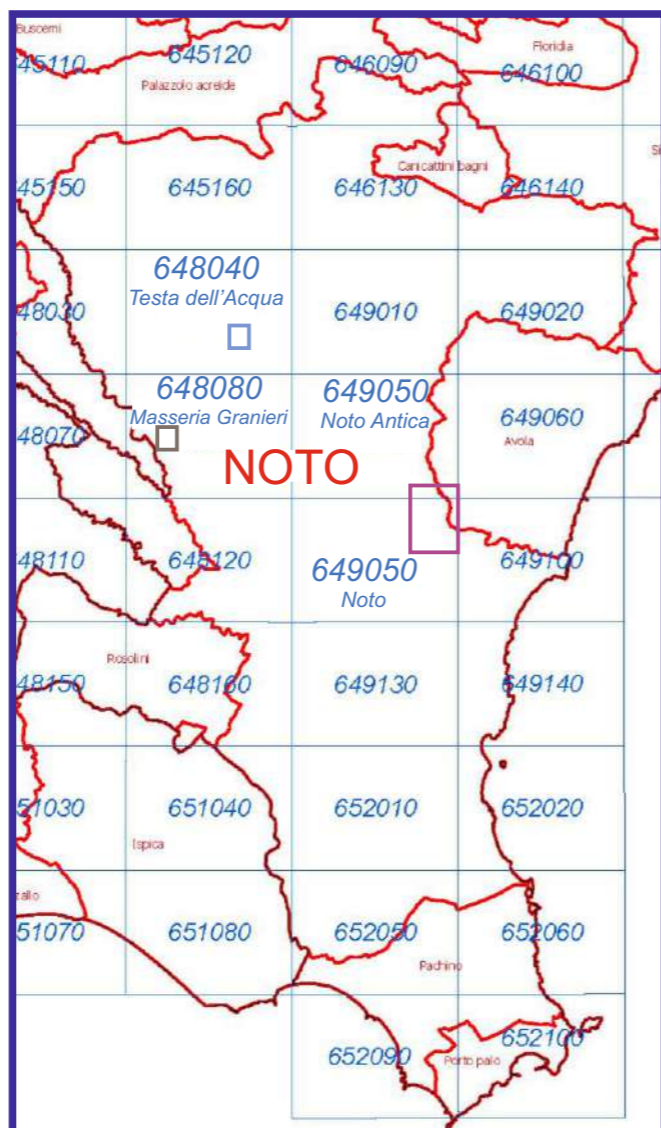 Buscemi
645120
Floridia
45110
646090
646100
Palazzolo acreide
Canicattini bagni
Si
45150
645160
646130
646140
648040
Testa dell'Acqua
48030
649010
649020
648080
Masseria Granieri
649050
Noto Antica
649060
48070
Avola
NOTO
48110
648120
649050
Noto
649100
Rosolini
48150
648160
649130
649140
51030
651040
652010
652020
Ispica
zallo
51070
651080
652050
652060
Pachino
652090
652100
Porto palo